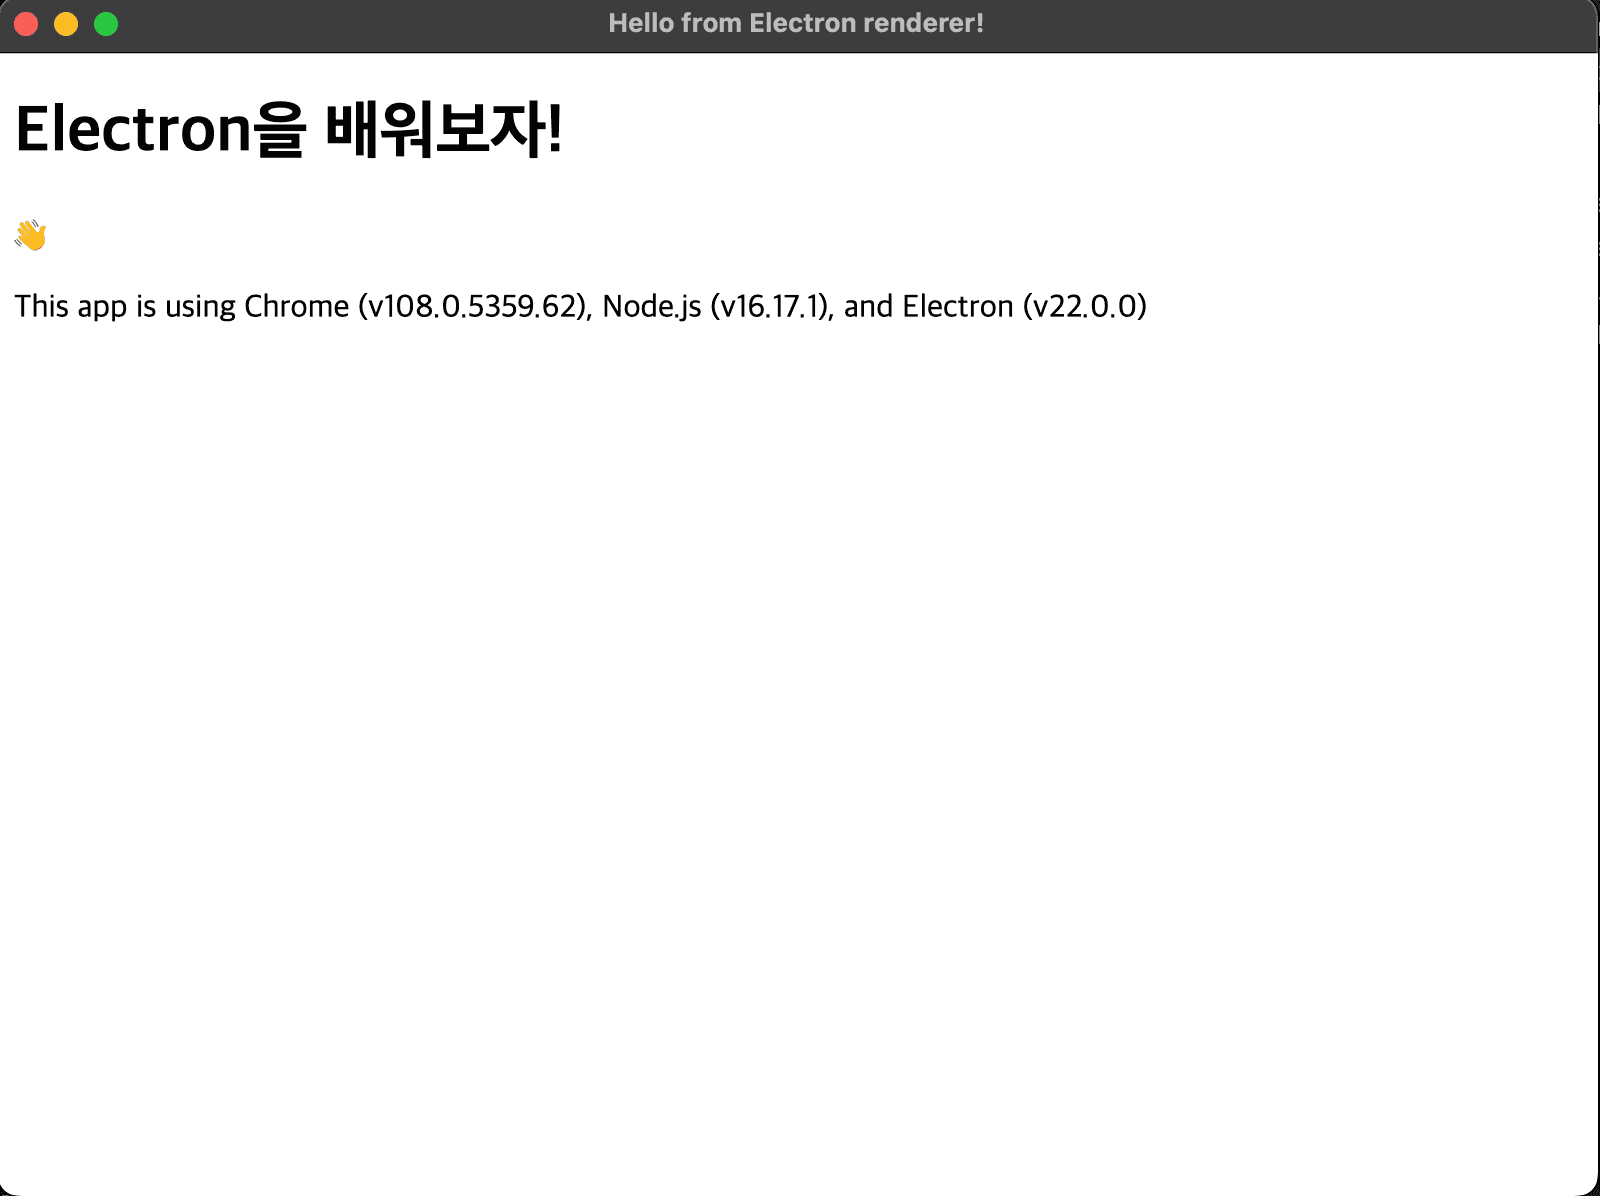 Hello from Electron renderer!
Electron을 배워보자!
👋
This app is using Chrome (v108.0.5359.62), Node.js (v16.17.1), and Electron (v22.0.0)